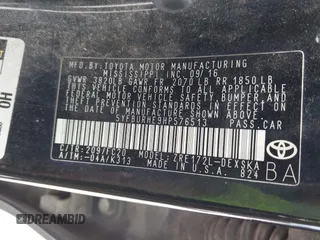 MFD.BY:TOYOTA MOTOR MANUFACTURING
MISSISSIPPI INC. 09/16
GVWR 3820LB GAWR FR 2070 LB RR 1850 LB
THIS VEHICLE CONFORMS TO ALL APPLICABLE
FEDERAL MOTOR VEHICLE SAFETY, BUMPER, AND
THEFT PREVENTION STANDARDS IN EFFECT ON
THE DATE OF MANUFACTURE SHOWN ABOVE.
5YFBURHE9HP576513 PASS.CAR
C/TR:209/FC20 MODEL:ZRE172L-DEXSKA
A/TM:-04A/K313 MADE IN U.S.A. 824
TOYOTA
BA
HO
DREAMBID